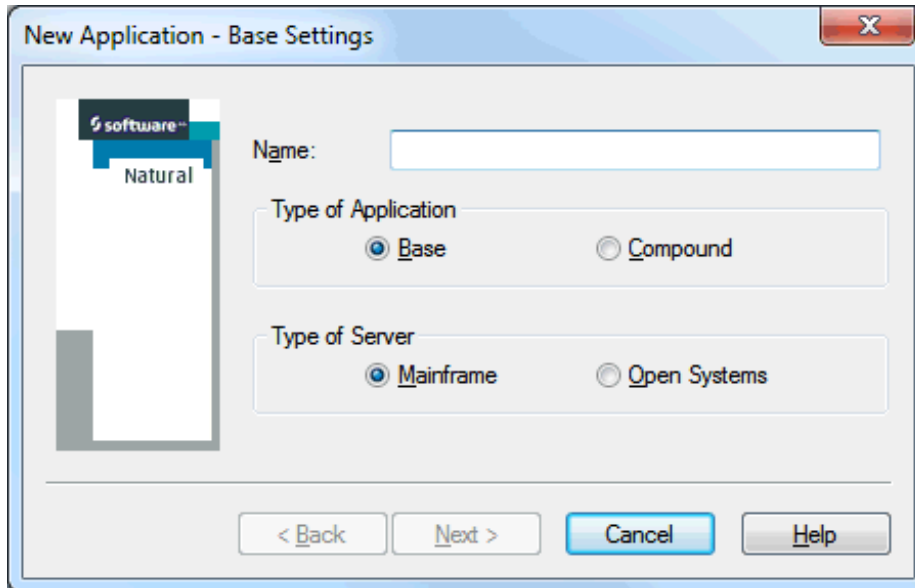 New Application - Base Settings
software
Natural
Name:
Type of Application
Base Compound
Type of Server
Mainframe Open Systems
< Back Next > Cancel Help